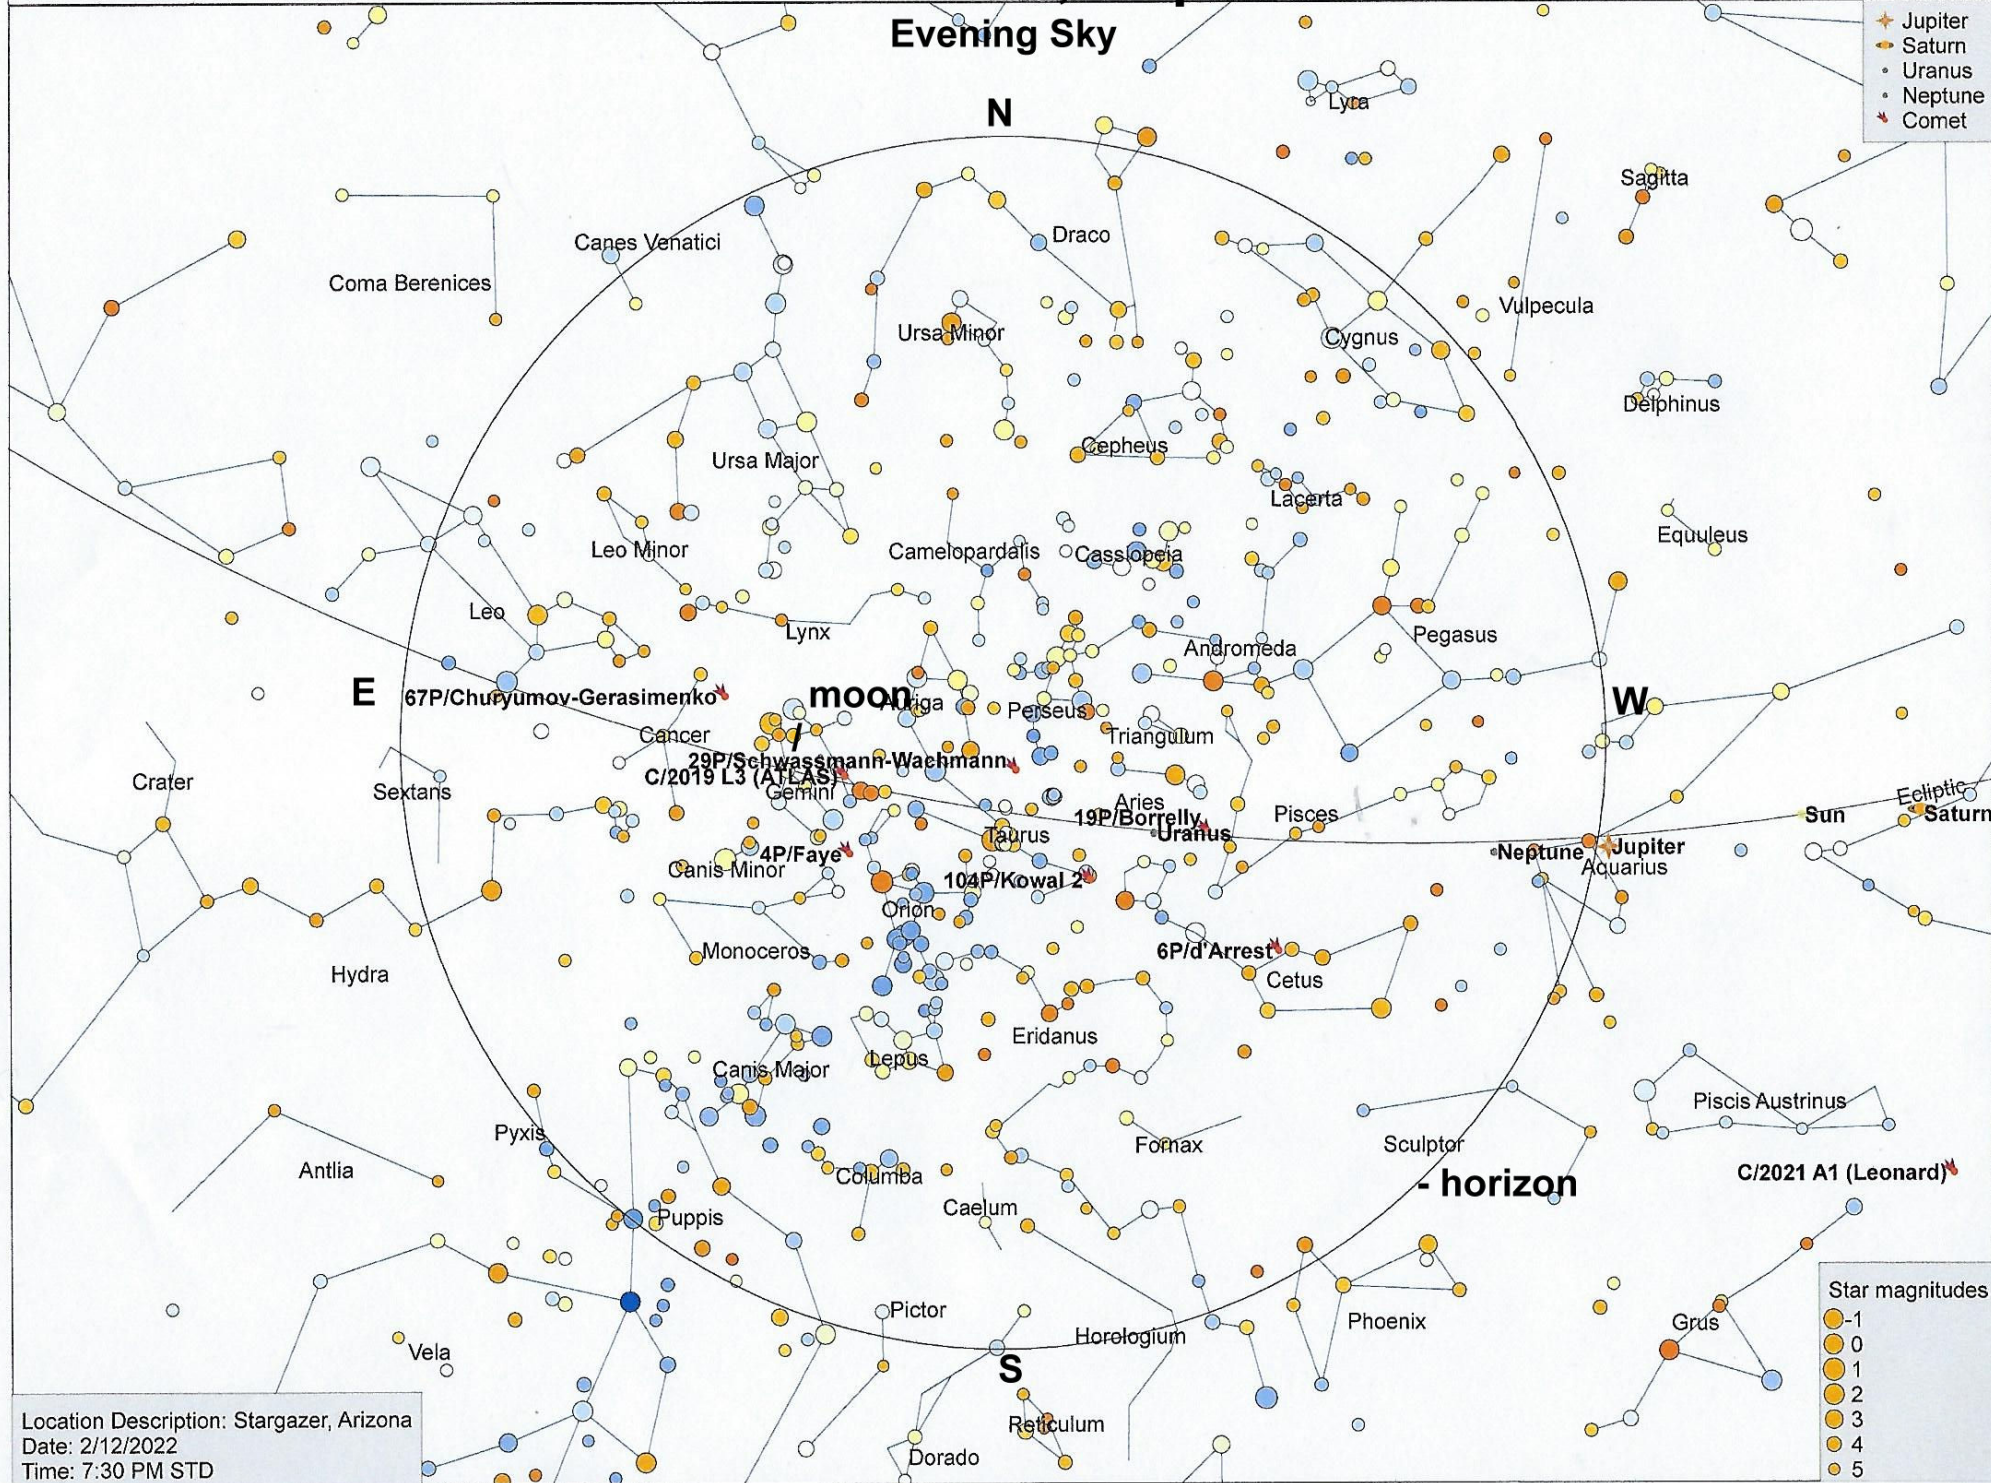 Evening Sky
Jupiter
Saturn
Uranus
Neptune
Comet
N
Lyra
Sagitta
Canes Venatici
Draco
Coma Berenices
Vulpecula
Ursa Minor
Cygnus
Delphinus
Cepheus
Ursa Major
Lacerta
Equuleus
Leo Minor
Camelopardalis
Cassiopeia
Leo
Lynx
Pegasus
Andromeda
E
67P/Churyumov-Gerasimenko
moon
/
Auriga
Perseus
W
Cancer
Triangulum
29P/Schwassmann-Wachmann
C/2019 L3 (ATLAS)
Crater
Sextans
Gemini
Aries
Ecliptic
19P/Borrelly
Pisces
Sun
Saturn
Taurus
Uranus
4P/Faye
Neptune
Jupiter
Canis Minor
Aquarius
104P/Kowal 2
Orion
Monoceros
6P/d'Arrest
Hydra
Cetus
Eridanus
Lepus
Canis Major
Piscis Austrinus
Pyxis
Fornax
Sculptor
Antlia
Columba
- horizon
C/2021 A1 (Leonard)
Caelum
Puppis
Pictor
Horologium
Phoenix
Grus
Vela
S
Reticulum
Dorado
Star magnitudes
-1
0
1
2
3
4
5
Location Description: Stargazer, Arizona
Date: 2/12/2022
Time: 7:30 PM STD